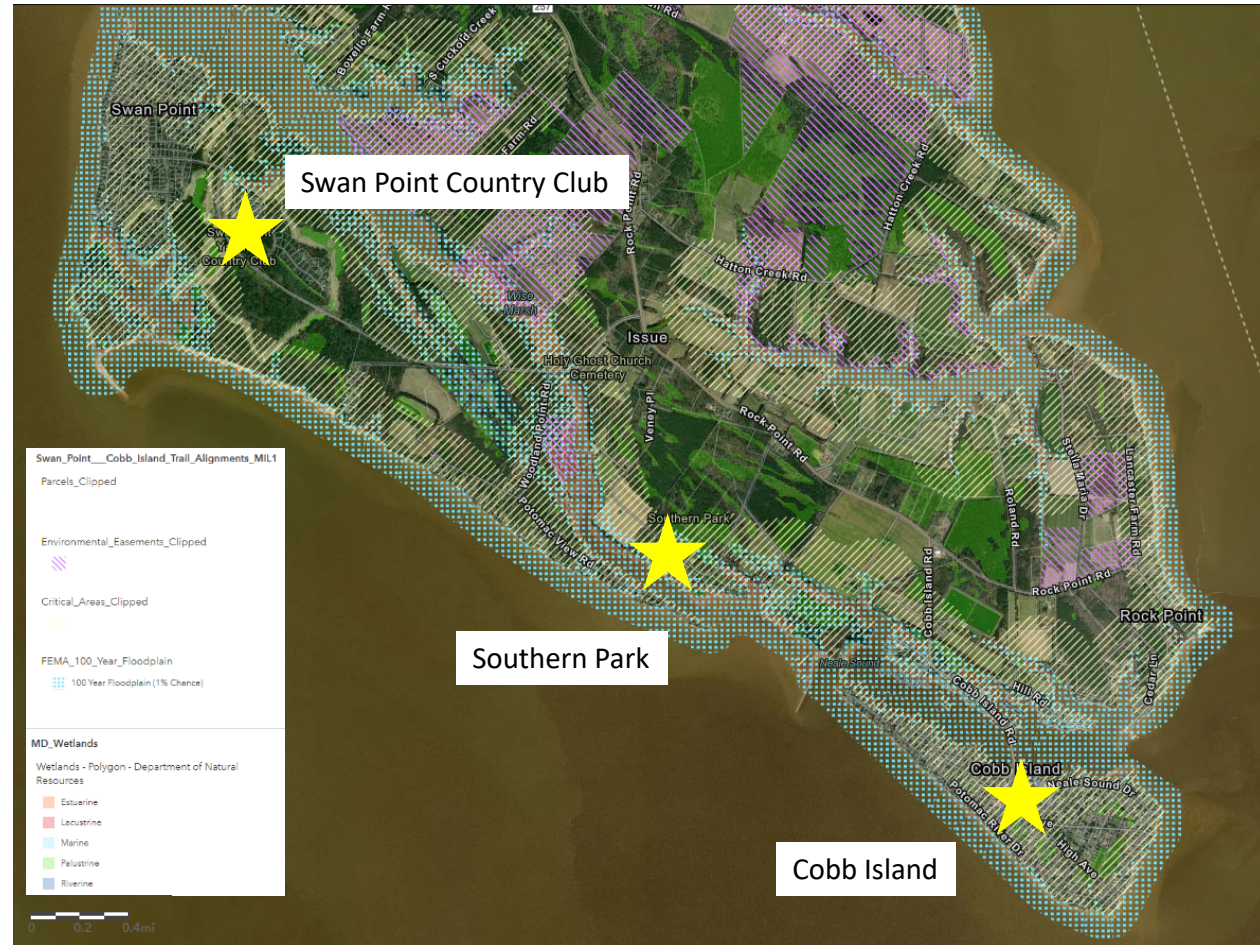 257
on Rd
Bovello Farm R
S Cuckold Creek
Swan Point
Farm Rd
Swan Point Country Club
Rock Point Rd
Hatton Creek Rd
Country Club
Hatton Creek Rd
Marsh
Issue
Holy Ghost Church
Cemetery
Woodland Point Rd
Veney Pl
Rock Point Rd
Stella Maria Dr
Lancaster Farm Rd
Roland Rd
Southern Park
Potomac View Rd
Cobb Island Rd
Rock Point Rd
Rock Point
Southern Park
Neale Sound
Hill Rd
Cobb Island Rd
Cedar Ln
Cobb Island
Neale Sound Dr
Potomac River Dr
ve
High Ave
Cobb Island
Swan_Point___Cobb_Island_Trail_Alignments_MIL1
Parcels_Clipped
Environmental_Easements_Clipped
Critical_Areas_Clipped
FEMA_100_Year_Floodplain
100 Year Floodplain (1% Chance)
MD_Wetlands
Wetlands - Polygon - Department of Natural
Resources
Estuarine
Lacustrine
Marine
Palustrine
Riverine
0 0.2 0.4mi